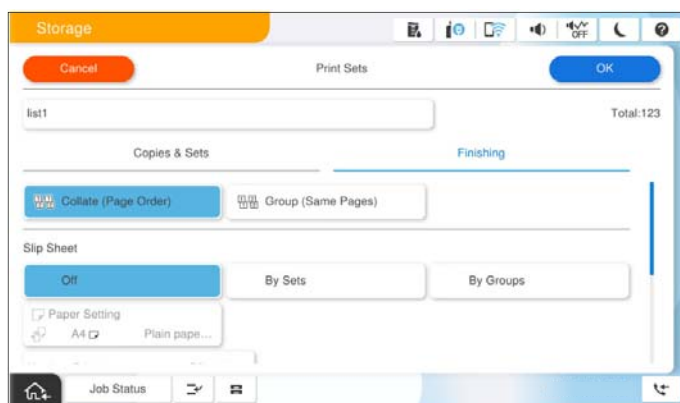 Storage
OFF
Cancel
Print Sets
OK
list1
Total:123
Copies & Sets
Finishing
Collate (Page Order)
Group (Same Pages)
Slip Sheet
Off
By Sets
By Groups
Paper Setting
A4
Plain pape...
Job Status